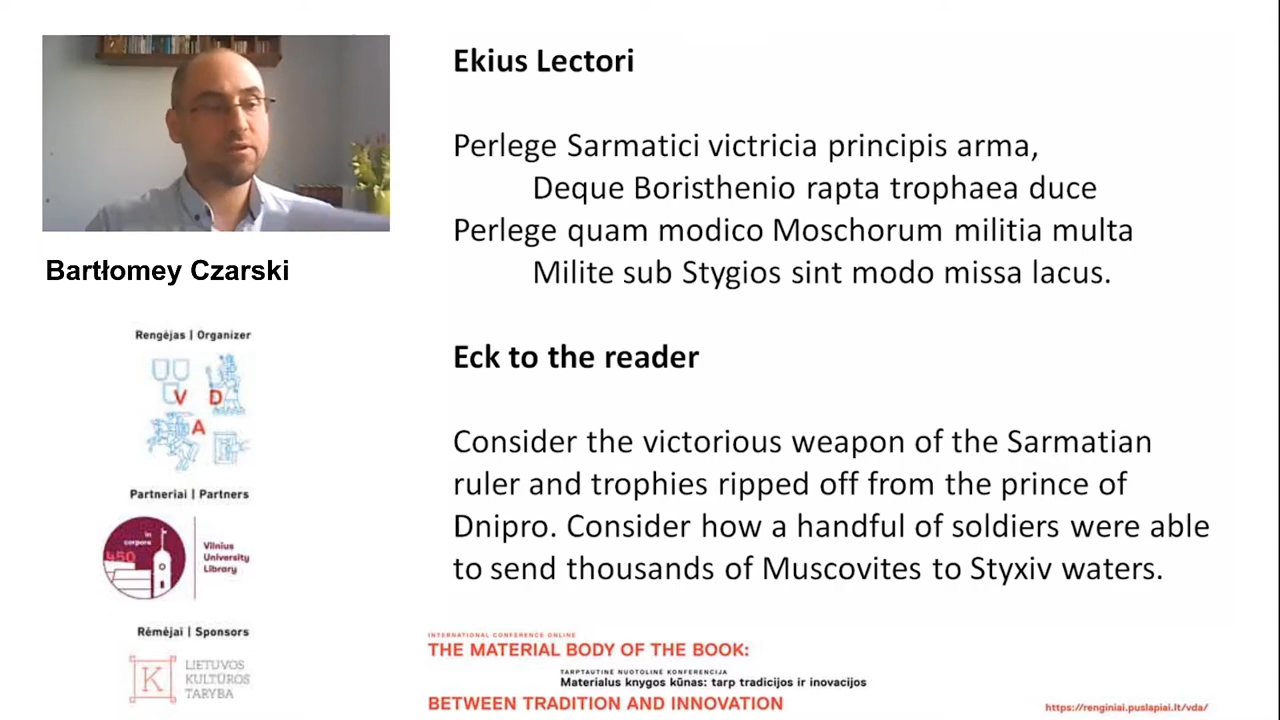 Ekius Lectori
Perlege Sarmatici victricia principis arma,
Deque Boristhenio rapta trophaea duce
Perlege quam modico Moschorum militia multa
Milite sub Stygios sint modo missa lacus.
Eck to the reader
Consider the victorious weapon of the Sarmatian
ruler and trophies ripped off from the prince of
Dnipro. Consider how a handful of soldiers were able
to send thousands of Muscovites to Styxiv waters.
Bartłomey Czarski
Rengėjas | Organizer
V D
A
Partneriai | Partners
in
corpore
450
Vilnius
University
Library
Rėmėjai | Sponsors
K
LIETUVOS
KULTŪROS
TARYBA
INTERNATIONAL CONFERENCE ONLINE
THE MATERIAL BODY OF THE BOOK:
TARPTAUTINĖ NUOTOLINĖ KONFERENCIJA
Materialus knygos kūnas: tarp tradicijos ir inovacijos
BETWEEN TRADITION AND INNOVATION
https://renginiai.puslapiai.lt/vda/